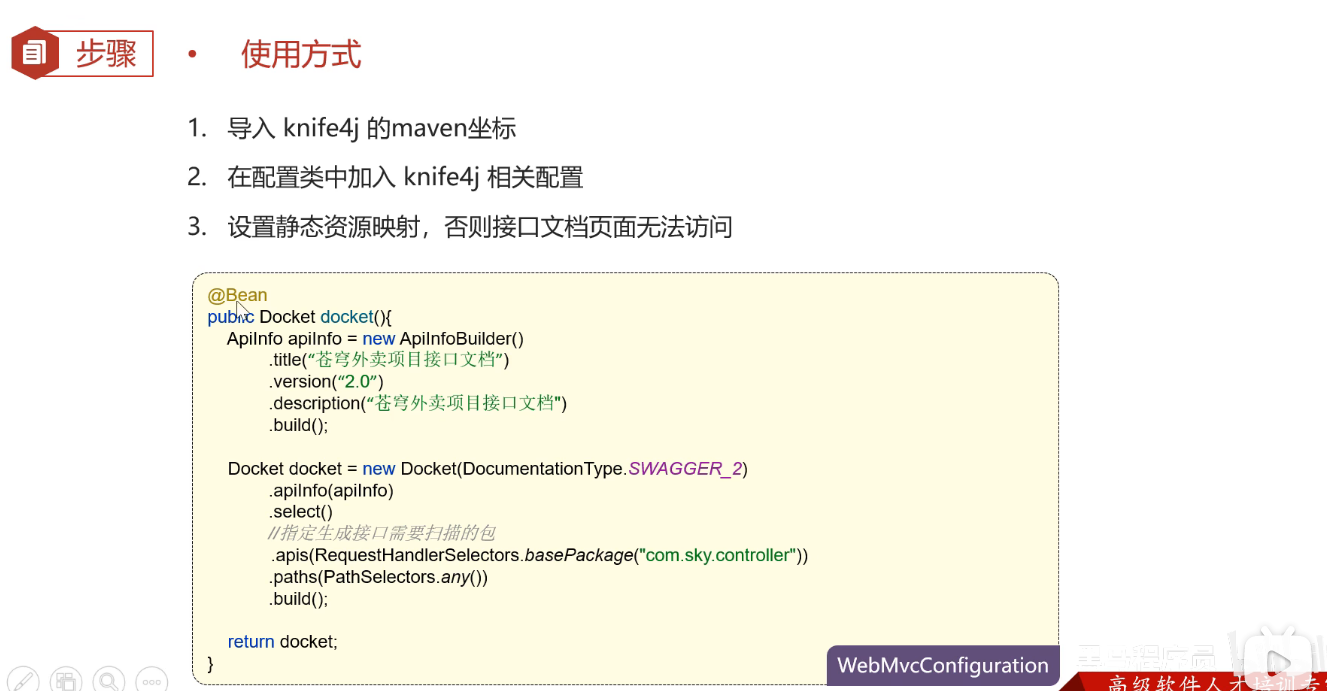 步骤
• 使用方式
1. 导入 knife4j 的maven坐标
2. 在配置类中加入 knife4j 相关配置
3. 设置静态资源映射，否则接口文档页面无法访问
@Bean
public Docket docket(){
ApiInfo apiInfo = new ApiInfoBuilder()
.title(“苍穹外卖项目接口文档”)
.version(“2.0”)
.description(“苍穹外卖项目接口文档")
.build();
Docket docket = new Docket(DocumentationType.SWAGGER_2)
.apiInfo(apiInfo)
.select()
//指定生成接口需要扫描的包
.apis(RequestHandlerSelectors.basePackage("com.sky.controller"))
.paths(PathSelectors.any())
.build();
return docket;
}
WebMvcConfiguration
高级软件人才培训专